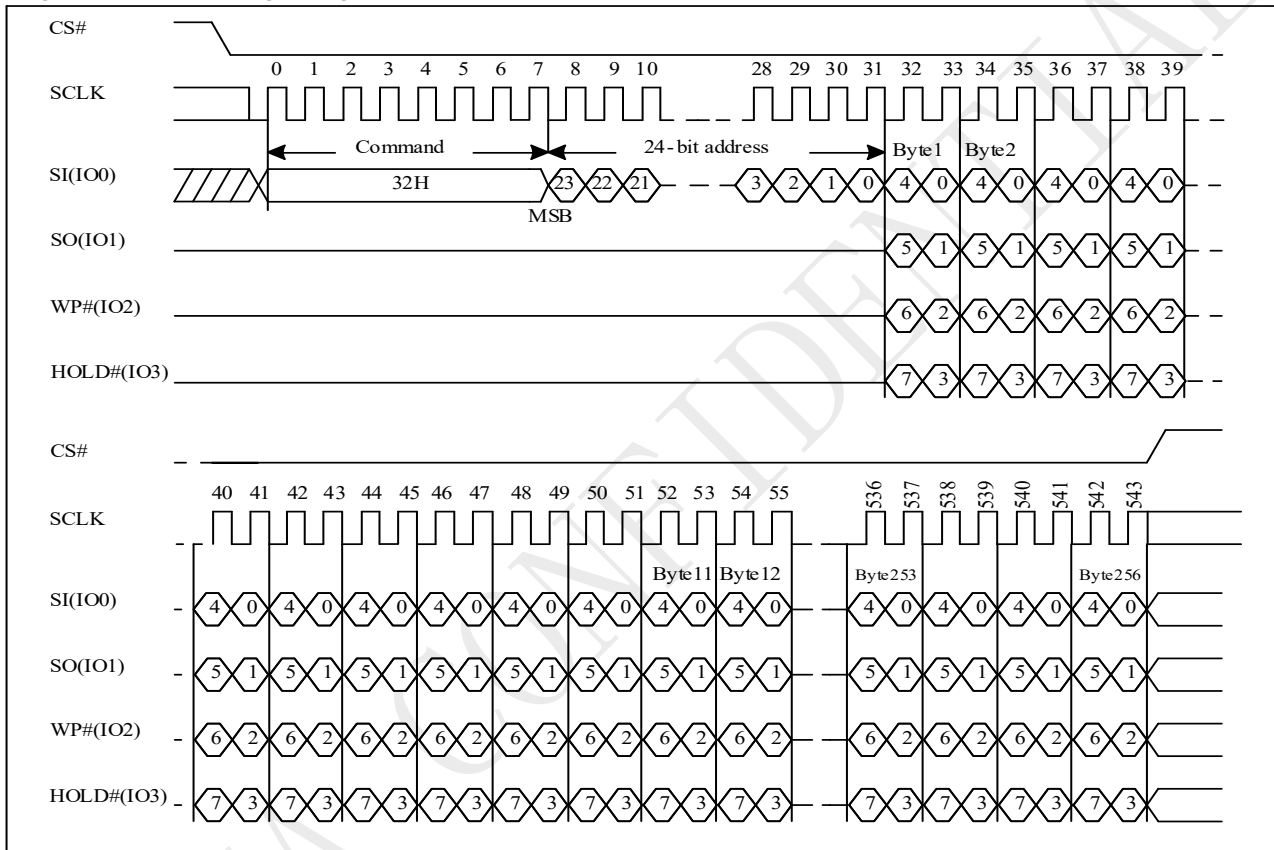 CS#
0 1 2 3 4 5 6 7 8 9 10 28 29 30 31 32 33 34 35 36 37 38 39
SCLK
Command 24-bit address Byte1 Byte2
SI(IO0) 32H 23 22 21 3 2 1 0 4 0 4 0 4 0 4 0
MSB
SO(IO1) 5 1 5 1 5 1 5 1
WP#(IO2) 6 2 6 2 6 2 6 2
HOLD#(IO3) 7 3 7 3 7 3 7 3
CS#
40 41 42 43 44 45 46 47 48 49 50 51 52 53 54 55 536 537 538 539 540 541 542 543
SCLK
Byte11 Byte12 Byte253 Byte256
SI(IO0) 4 0 4 0 4 0 4 0 4 0 4 0 4 0 4 0 4 0 4 0 4 0 4 0
SO(IO1) 5 1 5 1 5 1 5 1 5 1 5 1 5 1 5 1 5 1 5 1 5 1 5 1
WP#(IO2) 6 2 6 2 6 2 6 2 6 2 6 2 6 2 6 2 6 2 6 2 6 2 6 2
HOLD#(IO3) 7 3 7 3 7 3 7 3 7 3 7 3 7 3 7 3 7 3 7 3 7 3 7 3
CONFIDENTIAL